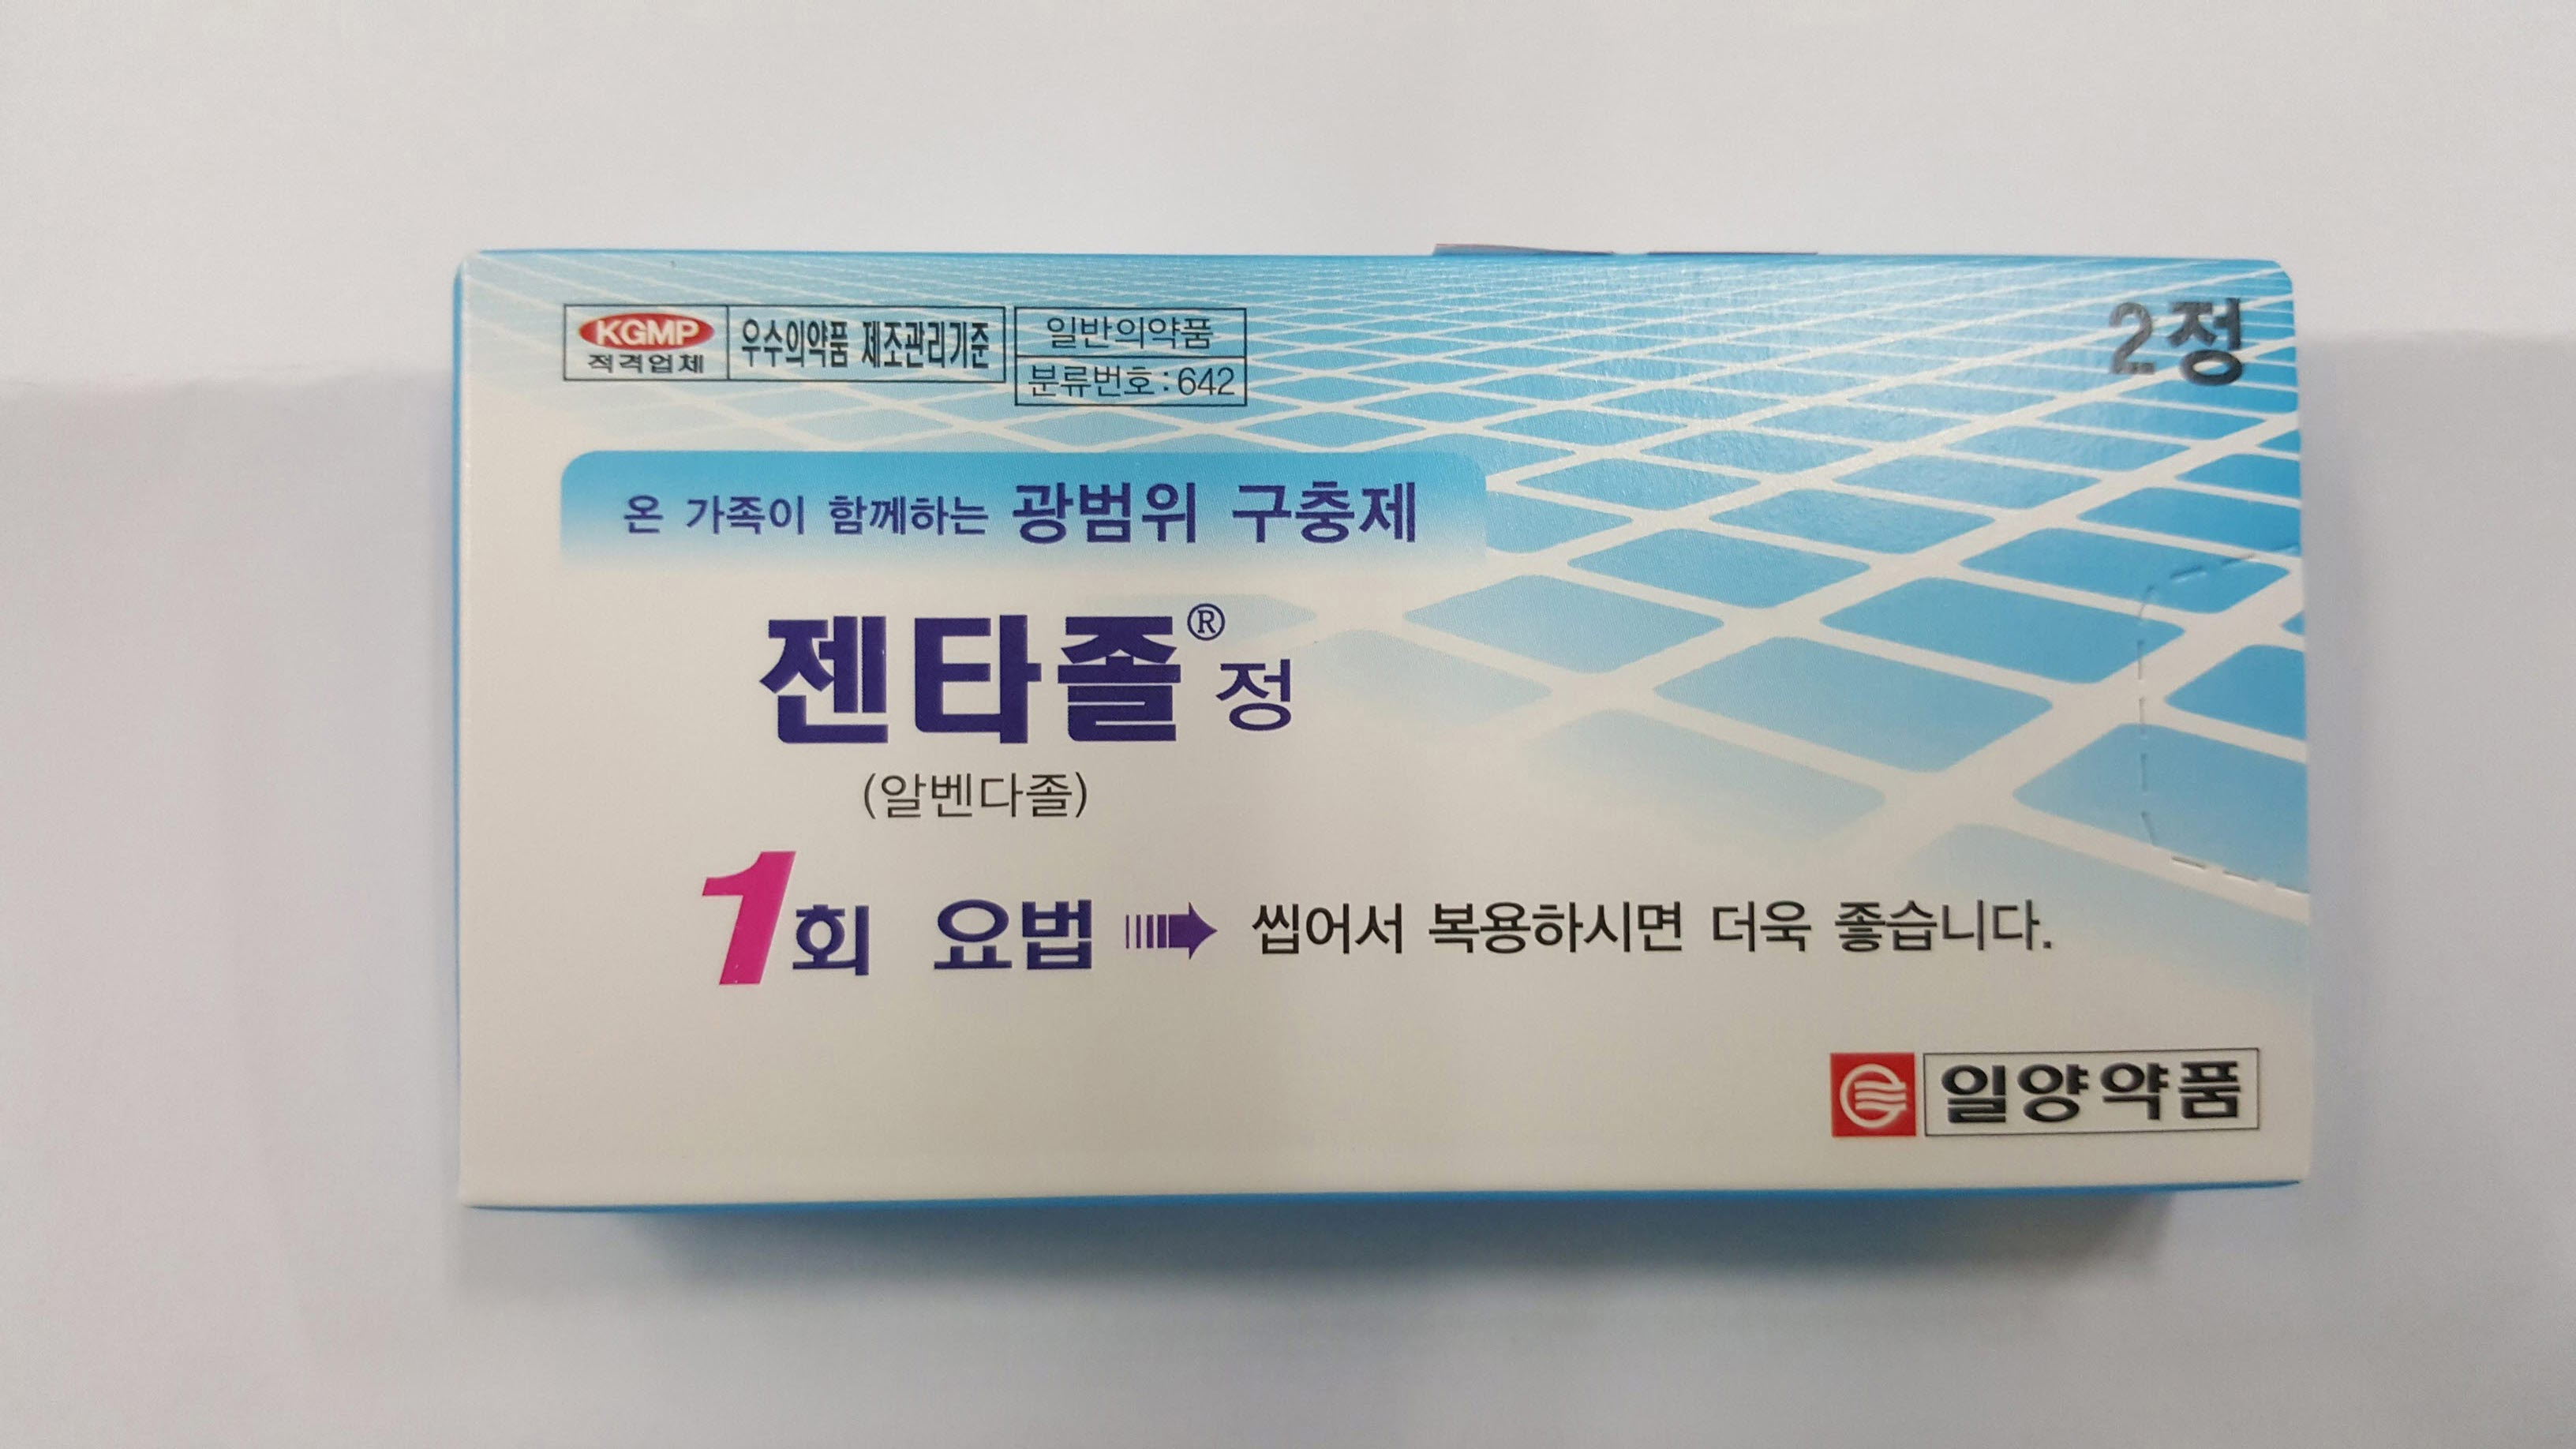 KGMP
적격업체
우수의약품 제조관리기준
일반의약품
분류번호 : 642
2정
온 가족이 함께하는 광범위 구충제
젠타졸® 정
(알벤다졸)
1회 요법 씹어서 복용하시면 더욱 좋습니다.
일양약품